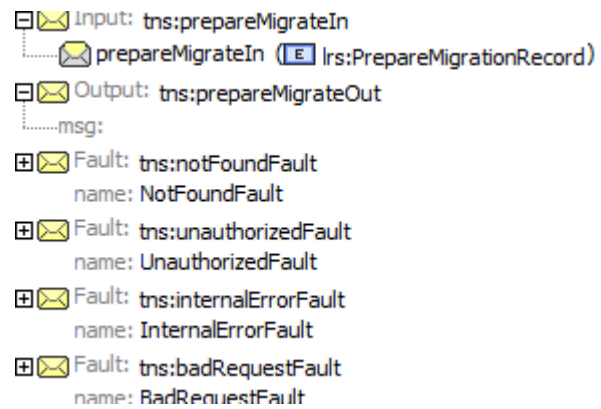 Input: tns:prepareMigrateIn
prepareMigrateIn (E lrs:PrepareMigrationRecord)
Output: tns:prepareMigrateOut
msg:
Fault: tns:notFoundFault
name: NotFoundFault
Fault: tns:unauthorizedFault
name: UnauthorizedFault
Fault: tns:internalErrorFault
name: InternalErrorFault
Fault: tns:badRequestFault
name: BadRequestFault